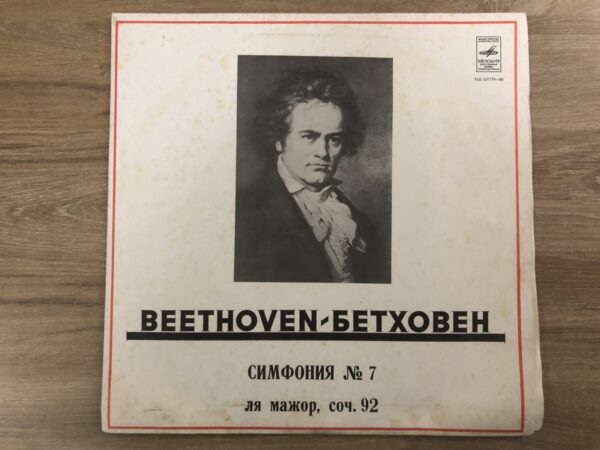 МЕЛОДИЯ
BEETHOVEN-БЕТХОВЕН
СИМФОНИЯ № 7
ля мажор, соч. 92